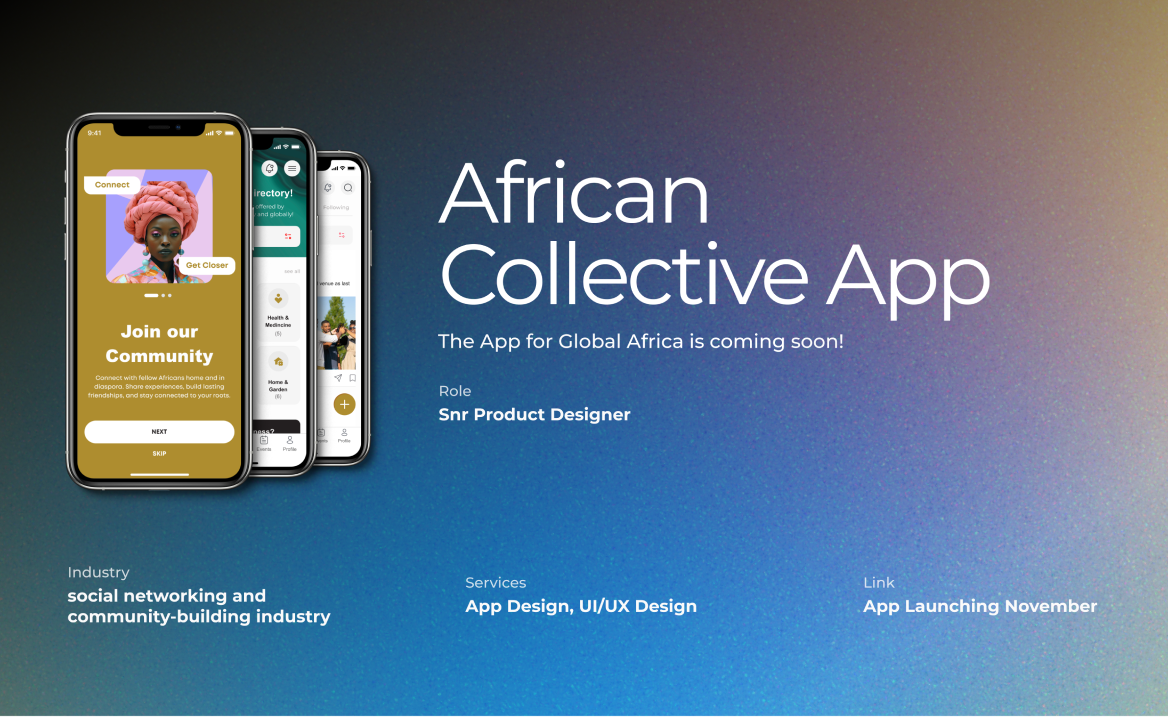 9:41
Connect
Get Closer
Join our
Community
Connect with fellow Africans home and in
diaspora. Share experiences, build lasting
friendships, and stay connected to your roots.
NEXT
SKIP
irectory!
offered by
and globally!
see all
Health &
Medincine
(5)
Home &
Garden
(8)
ness?
Events
Profile
Following
venue as last
Profile
African
Collective App
The App for Global Africa is coming soon!
Role
Snr Product Designer
Industry
social networking and
community-building industry
Services
App Design, UI/UX Design
Link
App Launching November